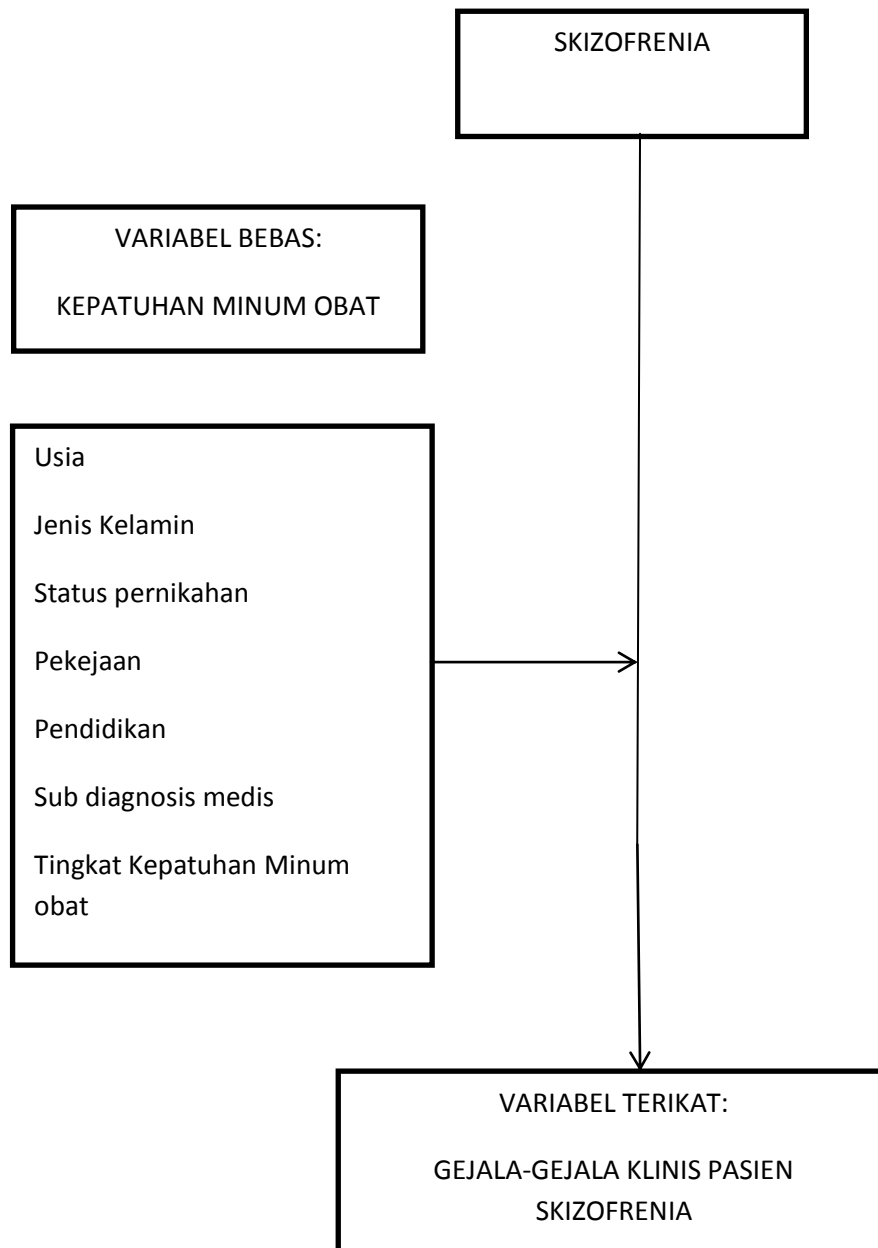 SKIZOFRENIA
VARIABEL BEBAS:
KEPATUHAN MINUM OBAT
Usia
Jenis Kelamin
Status pernikahan
Pekejaan
Pendidikan
Sub diagnosis medis
Tingkat Kepatuhan Minum
obat
VARIABEL TERIKAT:
GEJALA-GEJALA KLINIS PASIEN
SKIZOFRENIA